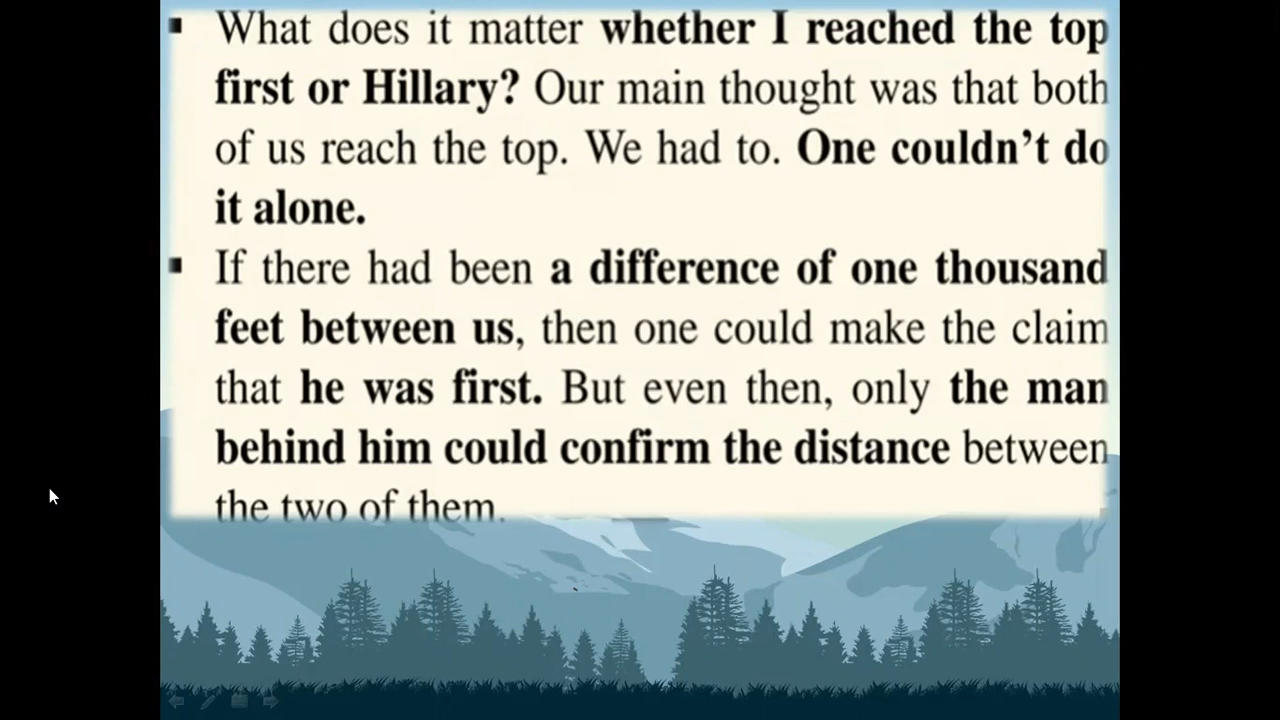 ▪ What does it matter whether I reached the top
first or Hillary? Our main thought was that both
of us reach the top. We had to. One couldn’t do
it alone.
▪ If there had been a difference of one thousand
feet between us, then one could make the claim
that he was first. But even then, only the man
behind him could confirm the distance between
the two of them.